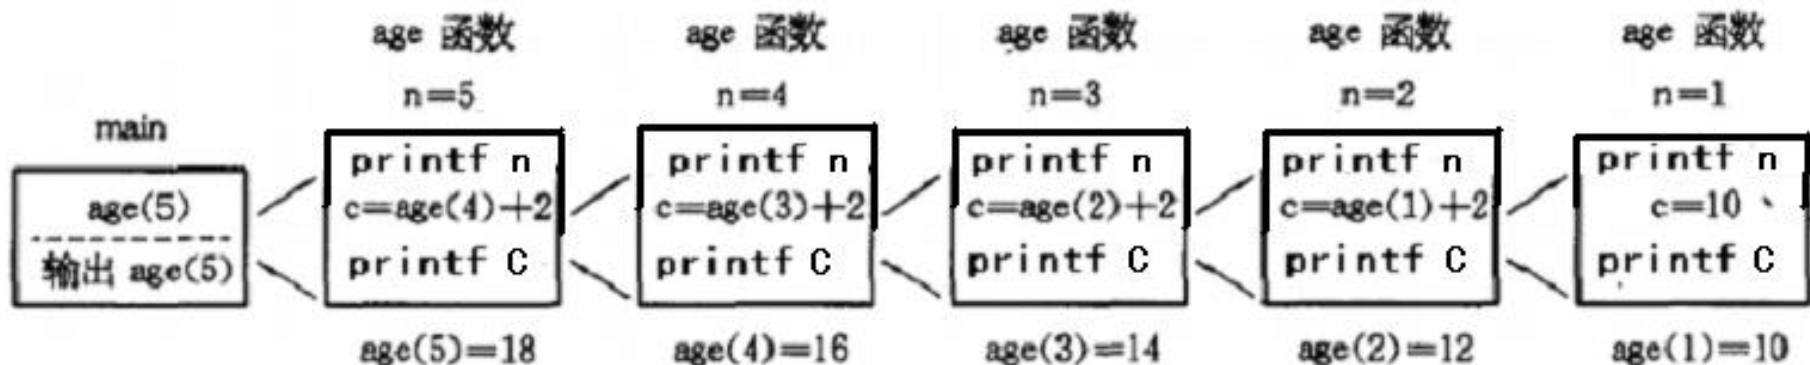 age 函数 age 函数 age 函数 age 函数 age 函数
n=5 n=4 n=3 n=2 n=1
main
printf n printf n printf n printf n printf n
age(5) c=age(4)+2 c=age(3)+2 c=age(2)+2 c=age(1)+2 c=10
输出 age(5) printf C printf C printf C printf C printf C
age(5)=18 age(4)=16 age(3)=14 age(2)=12 age(1)=10